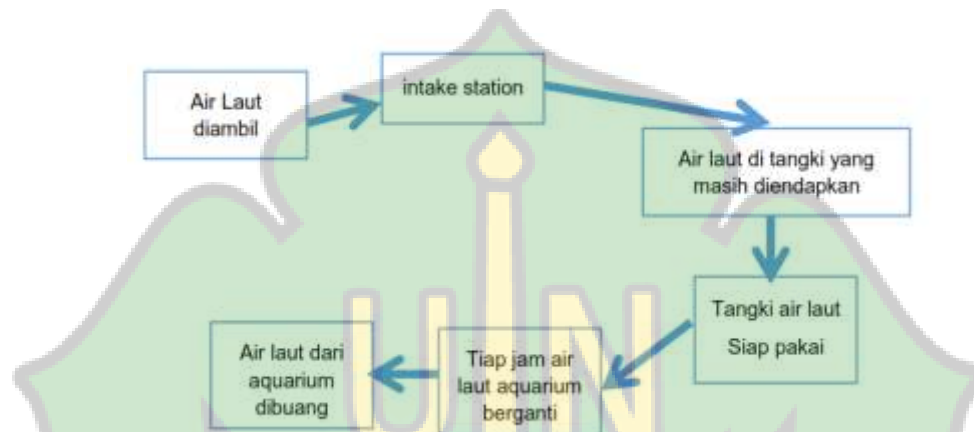 Air Laut
diambil
intake station
Air laut di tangki yang
masih diendapkan
Tangki air laut
Siap pakai
Tiap jam air
laut aquarium
berganti
Air laut dari
aquarium
dibuang
UIN